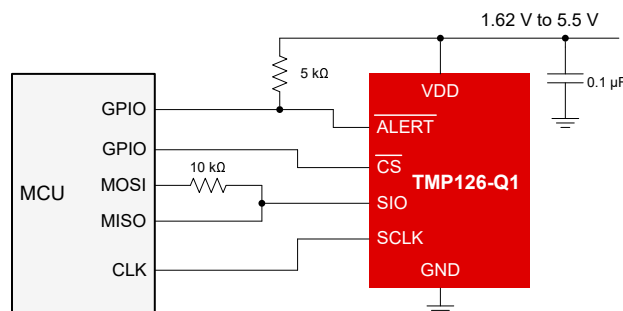 1.62 V to 5.5 V
5 kΩ
0.1 µF
VDD
GPIO
ALERT
GPIO
CS
10 kΩ
MCU
MOSI
TMP126-Q1
SIO
MISO
SCLK
CLK
GND